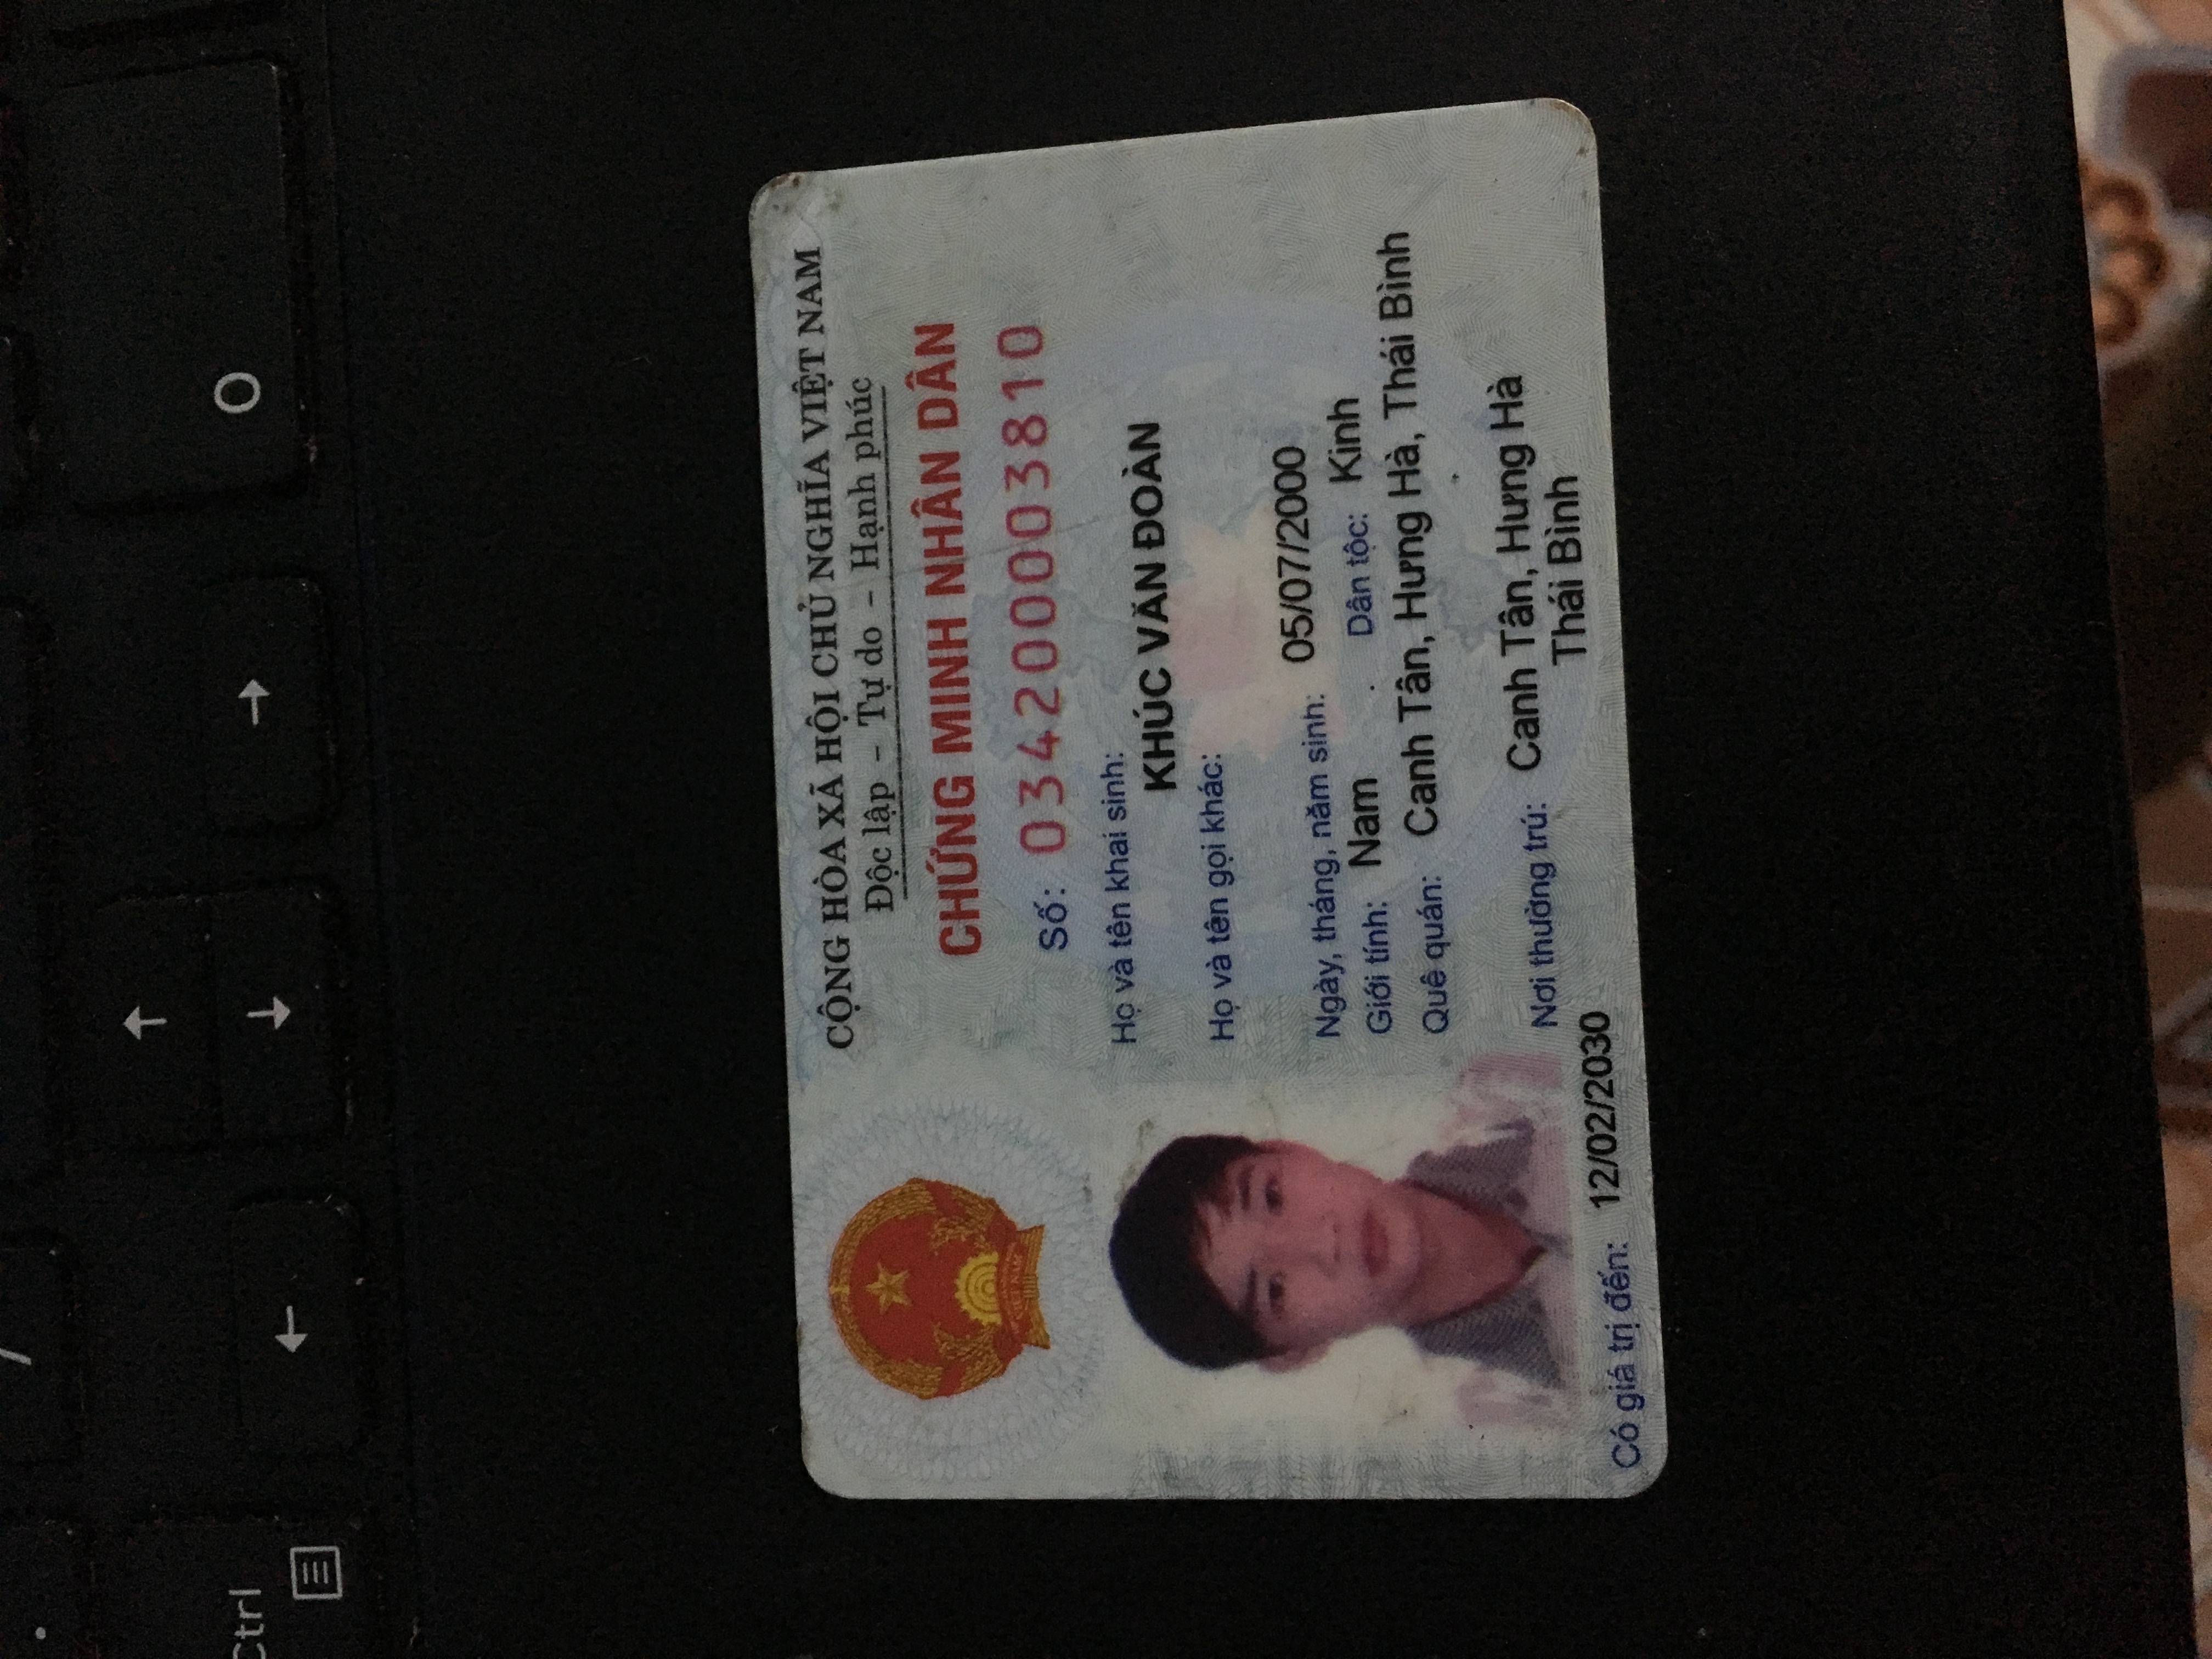 CỘNG HÒA XÃ HỘI CHỦ NGHĨA VIỆT NAM
Độc lập - Tự do - Hạnh phúc
CHỨNG MINH NHÂN DÂN
Số: 034200003810
Họ và tên khai sinh:
KHÚC VĂN ĐOÀN
Họ và tên gọi khác:
Ngày, tháng, năm sinh: 05/07/2000
Giới tính: Nam Dân tộc: Kinh
Quê quán: Canh Tân, Hưng Hà, Thái Bình
Nơi thường trú: Canh Tân, Hưng Hà
Thái Bình
Có giá trị đến: 12/02/2030
Ctrl
0